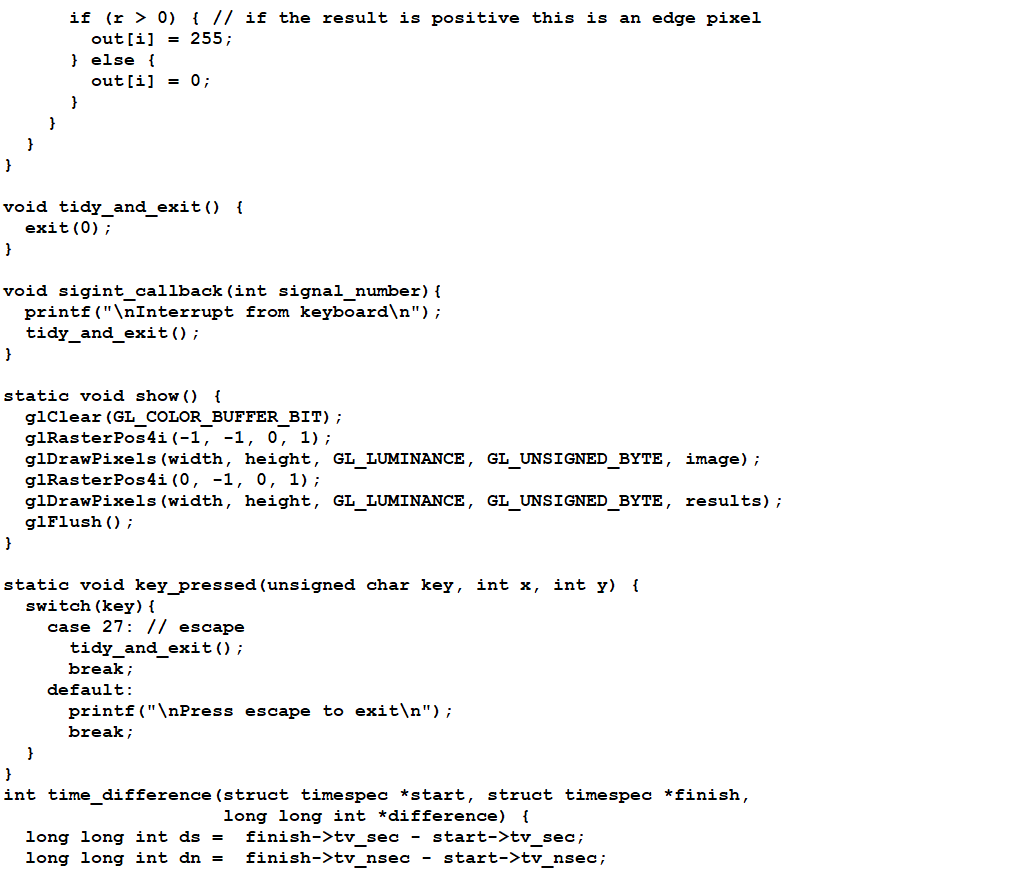 if (r > 0) { // if the result is positive this is an edge pixel
        out[i] = 255;
      } else {
        out[i] = 0;
      }
    }
  }
}

void tidy_and_exit() {
  exit(0);
}

void sigint_callback(int signal_number){
  printf("\nInterrupt from keyboard\n");
  tidy_and_exit();
}

static void show() {
  glClear(GL_COLOR_BUFFER_BIT);
  glRasterPos4i(-1, -1, 0, 1);
  glDrawPixels(width, height, GL_LUMINANCE, GL_UNSIGNED_BYTE, image);
  glRasterPos4i(0, -1, 0, 1);
  glDrawPixels(width, height, GL_LUMINANCE, GL_UNSIGNED_BYTE, results);
  glFlush();
}

static void key_pressed(unsigned char key, int x, int y) {
  switch(key){
    case 27: // escape
      tidy_and_exit();
      break;
    default:
      printf("\nPress escape to exit\n");
      break;
  }
}
int time_difference(struct timespec *start, struct timespec *finish,
                    long long int *difference) {
  long long int ds =  finish->tv_sec - start->tv_sec;
  long long int dn =  finish->tv_nsec - start->tv_nsec;